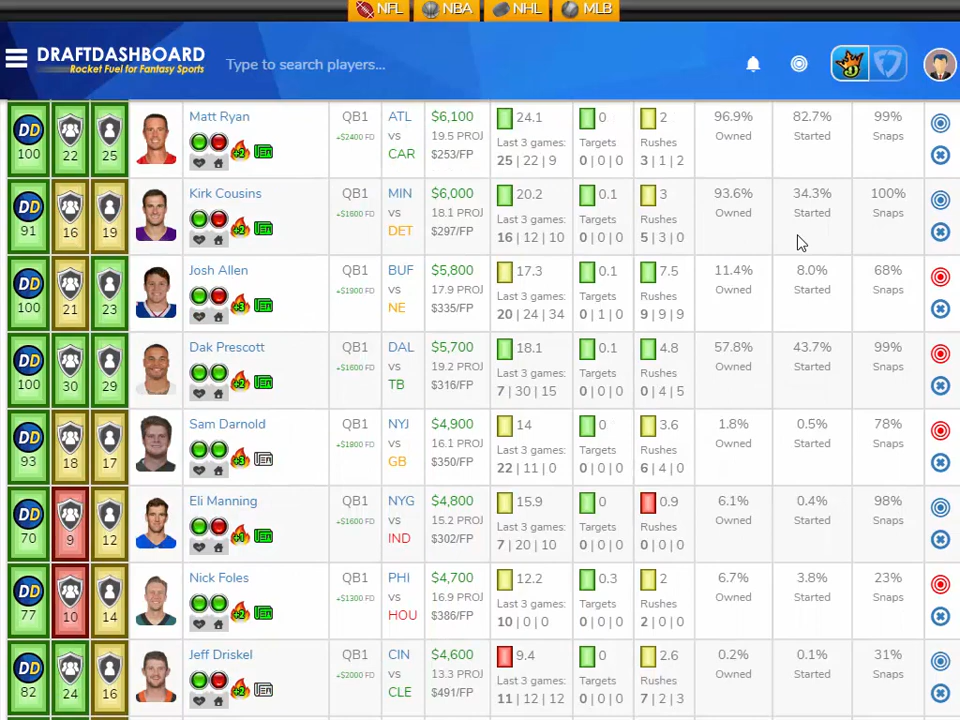 NFL NBA NHL MLB
DRAFTDASHBOARD
Rocket Fuel for Fantasy Sports
Type to search players...
DD 100 22 25 Matt Ryan +2 QB1 +$2400 FD ATL vs CAR $6,100 19.5 PROJ $253/FP 24.1 Last 3 games: 25 | 22 | 9 0 Targets 0 | 0 | 0 2 Rushes 3 | 1 | 2 96.9% Owned 82.7% Started 99% Snaps
DD 91 16 19 Kirk Cousins +2 QB1 +$1600 FD MIN vs DET $6,000 18.1 PROJ $297/FP 20.2 Last 3 games: 16 | 12 | 10 0.1 Targets 0 | 0 | 0 3 Rushes 5 | 3 | 0 93.6% Owned 34.3% Started 100% Snaps
DD 100 21 23 Josh Allen +3 QB1 +$1900 FD BUF vs NE $5,800 17.9 PROJ $335/FP 17.3 Last 3 games: 20 | 24 | 34 0.1 Targets 0 | 1 | 0 7.5 Rushes 9 | 9 | 9 11.4% Owned 8.0% Started 68% Snaps
DD 100 30 29 Dak Prescott +2 QB1 +$1600 FD DAL vs TB $5,700 19.2 PROJ $316/FP 18.1 Last 3 games: 7 | 30 | 15 0.1 Targets 0 | 0 | 0 4.8 Rushes 0 | 4 | 5 57.8% Owned 43.7% Started 99% Snaps
DD 93 18 17 Sam Darnold +3 QB1 +$1900 FD NYJ vs GB $4,900 16.1 PROJ $350/FP 14 Last 3 games: 22 | 11 | 0 0 Targets 0 | 0 | 0 3.6 Rushes 6 | 4 | 0 1.8% Owned 0.5% Started 78% Snaps
DD 70 9 12 Eli Manning +1 QB1 +$1600 FD NYG vs IND $4,800 15.2 PROJ $302/FP 15.9 Last 3 games: 7 | 20 | 10 0 Targets 0 | 0 | 0 0.9 Rushes 0 | 0 | 0 6.1% Owned 0.4% Started 98% Snaps
DD 77 10 14 Nick Foles +2 QB1 +$1300 FD PHI vs HOU $4,700 16.9 PROJ $386/FP 12.2 Last 3 games: 10 | 0 | 0 0.3 Targets 0 | 0 | 0 2 Rushes 2 | 0 | 0 6.7% Owned 3.8% Started 23% Snaps
DD 82 24 16 Jeff Driskel +2 QB1 +$2000 FD CIN vs CLE $4,600 13.3 PROJ $491/FP 9.4 Last 3 games: 11 | 12 | 12 0 Targets 0 | 0 | 0 2.6 Rushes 7 | 2 | 3 0.2% Owned 0.1% Started 31% Snaps